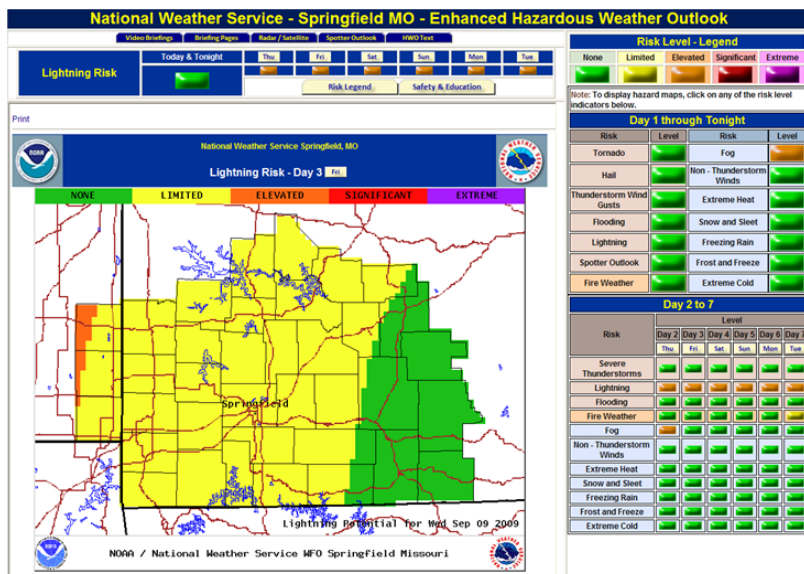 National Weather Service - Springfield MO - Enhanced Hazardous Weather Outlook
Video Briefings Briefing Pages Radar / Satellite Spotter Outlook HWO Text
Lightning Risk
Today & Tonight Thu Fri Sat Sun Mon Tue
Risk Legend Safety & Education
Print
National Weather Service Springfield, MO
NOAA
Lightning Risk - Day 3 Fri
NONE LIMITED ELEVATED SIGNIFICANT EXTREME
Springfield
Lightning Potential for Wed Sep 09 2009
NOAA / National Weather Service WFO Springfield Missouri
Risk Level - Legend
None Limited Elevated Significant Extreme
Note: To display hazard maps, click on any of the risk level
indicators below.
Day 1 through Tonight
Risk Level Risk Level
Tornado Fog
Hail Non - Thunderstorm
Winds
Thunderstorm Wind
Gusts Extreme Heat
Flooding Snow and Sleet
Lightning Freezing Rain
Spotter Outlook Frost and Freeze
Fire Weather Extreme Cold
Day 2 to 7
Risk
Level
Day 2 Day 3 Day 4 Day 5 Day 6 Day 7
Thu Fri Sat Sun Mon Tue
Severe
Thunderstorms
Lightning
Flooding
Fire Weather
Fog
Non - Thunderstorm
Winds
Extreme Heat
Snow and Sleet
Freezing Rain
Frost and Freeze
Extreme Cold